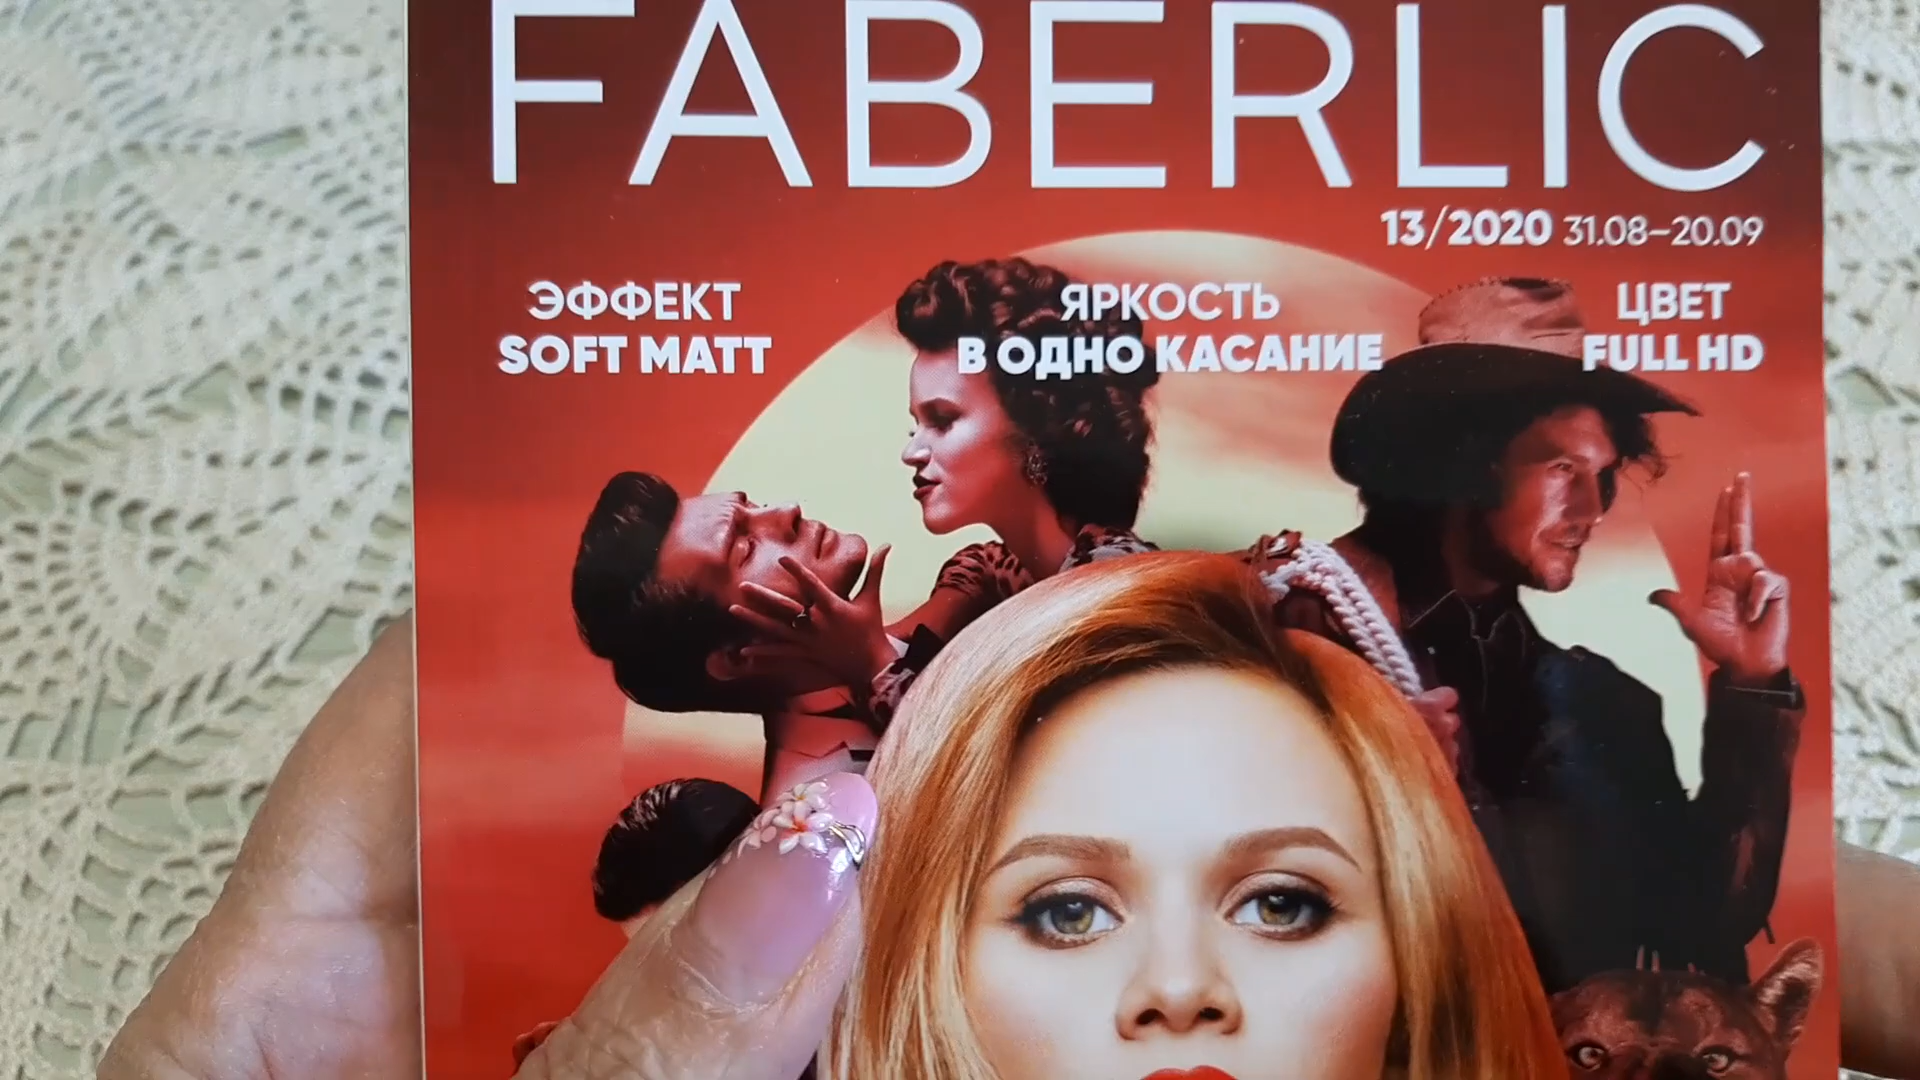 FABERLIC
13/2020 31.08–20.09
ЭФФЕКТ
SOFT MATT
ЯРКОСТЬ
В ОДНО КАСАНИЕ
ЦВЕТ
FULL HD